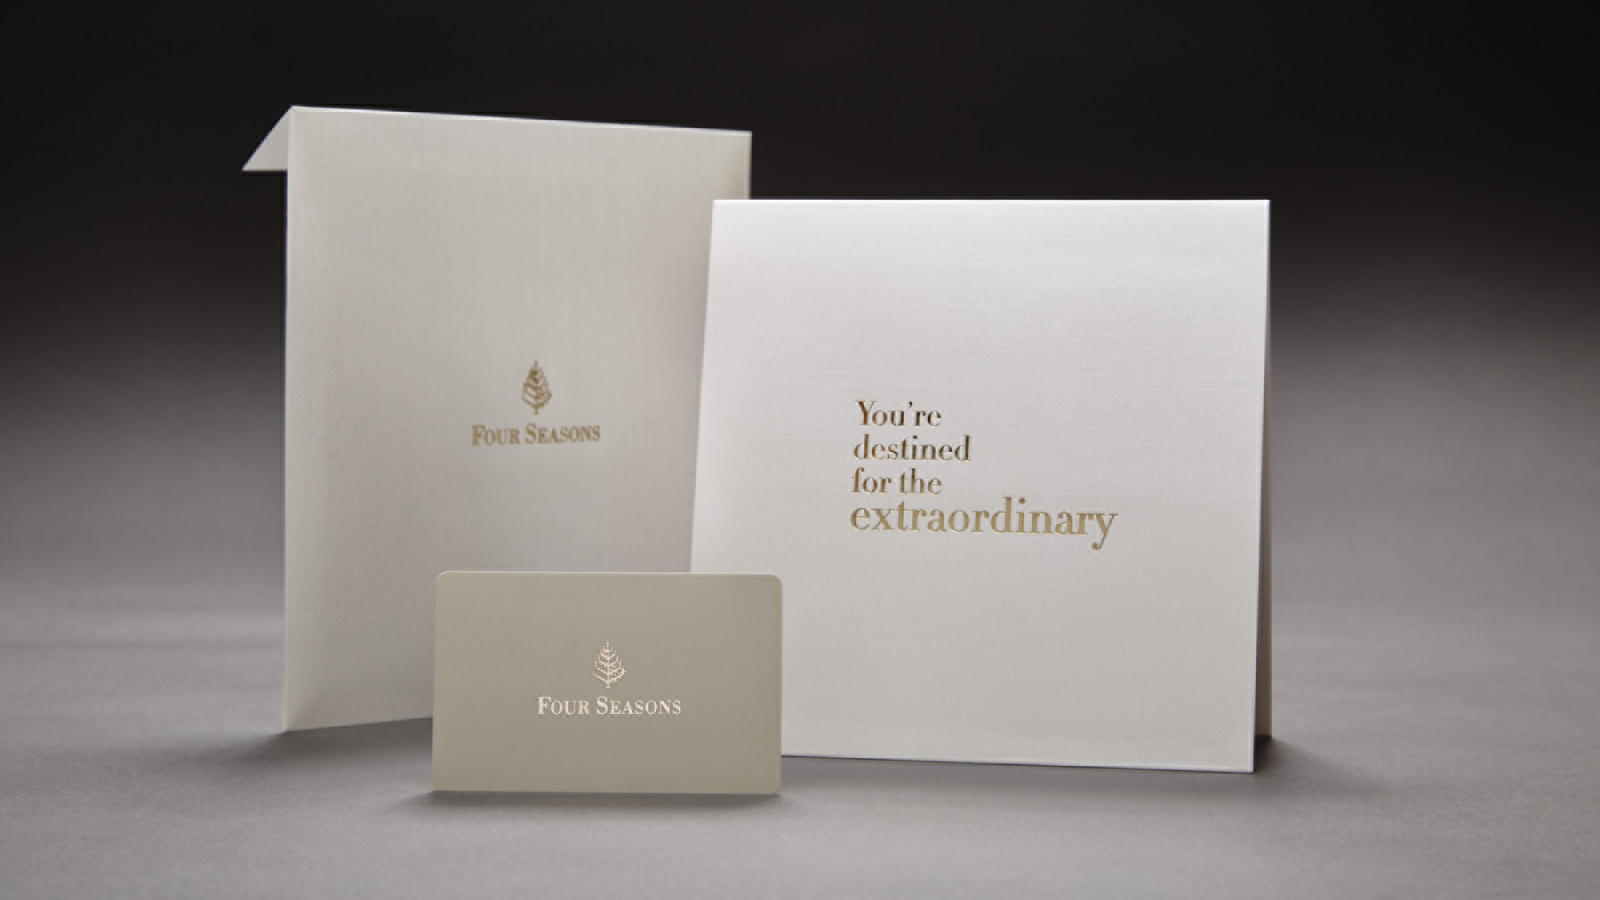 FOUR SEASONS
You're
destined
for the
extraordinary
FOUR SEASONS